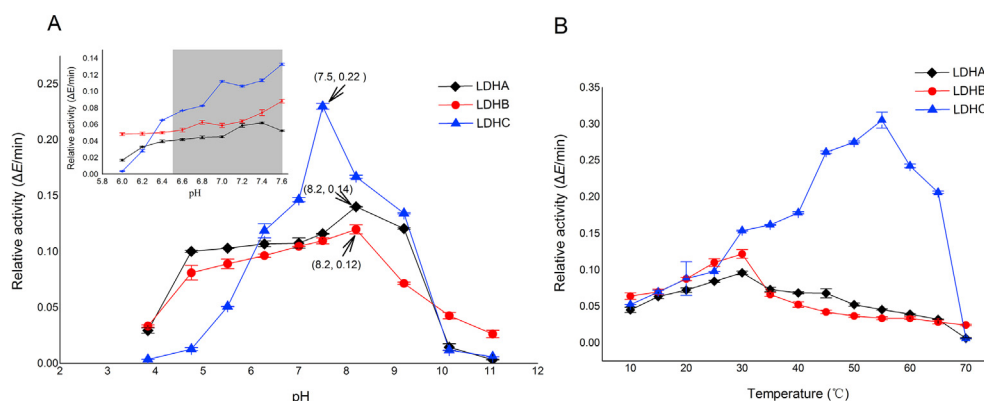 A
Relative activity (ΔE/min)
0.14
0.12
0.10
0.08
0.06
0.04
0.02
0.00
5.8 6.0 6.2 6.4 6.6 6.8 7.0 7.2 7.4 7.6
pH
(7.5, 0.22 )
LDHA
LDHB
LDHC
(8.2, 0.14)
(8.2, 0.12)
Relative activity (ΔE/min)
0.25
0.20
0.15
0.10
0.05
0.00
2 3 4 5 6 7 8 9 10 11 12
pH
B
LDHA
LDHB
LDHC
Relative activity (ΔE/min)
0.35
0.30
0.25
0.20
0.15
0.10
0.05
0.00
10 20 30 40 50 60 70
Temperature (℃)